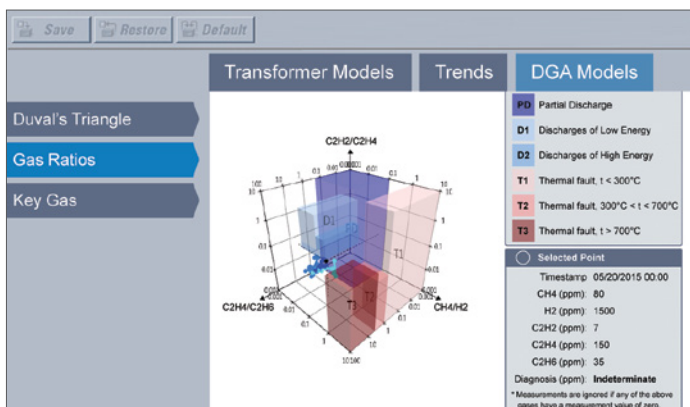 Save Restore Default
Transformer Models Trends DGA Models
Duval's Triangle
Gas Ratios
Key Gas
C2H2/C2H4
C2H4/C2H6
CH4/H2
D1
PD
T1
T2
T3
PD Partial Discharge
D1 Discharges of Low Energy
D2 Discharges of High Energy
T1 Thermal fault, t < 300°C
T2 Thermal fault, 300°C < t < 700°C
T3 Thermal fault, t > 700°C
Selected Point
Timestamp 05/20/2015 00:00
CH4 (ppm): 80
H2 (ppm): 1500
C2H2 (ppm): 7
C2H4 (ppm): 150
C2H6 (ppm): 35
Diagnosis (ppm): Indeterminate
* Measurements are ignored if any of the above
gases have a measurement value of zero.